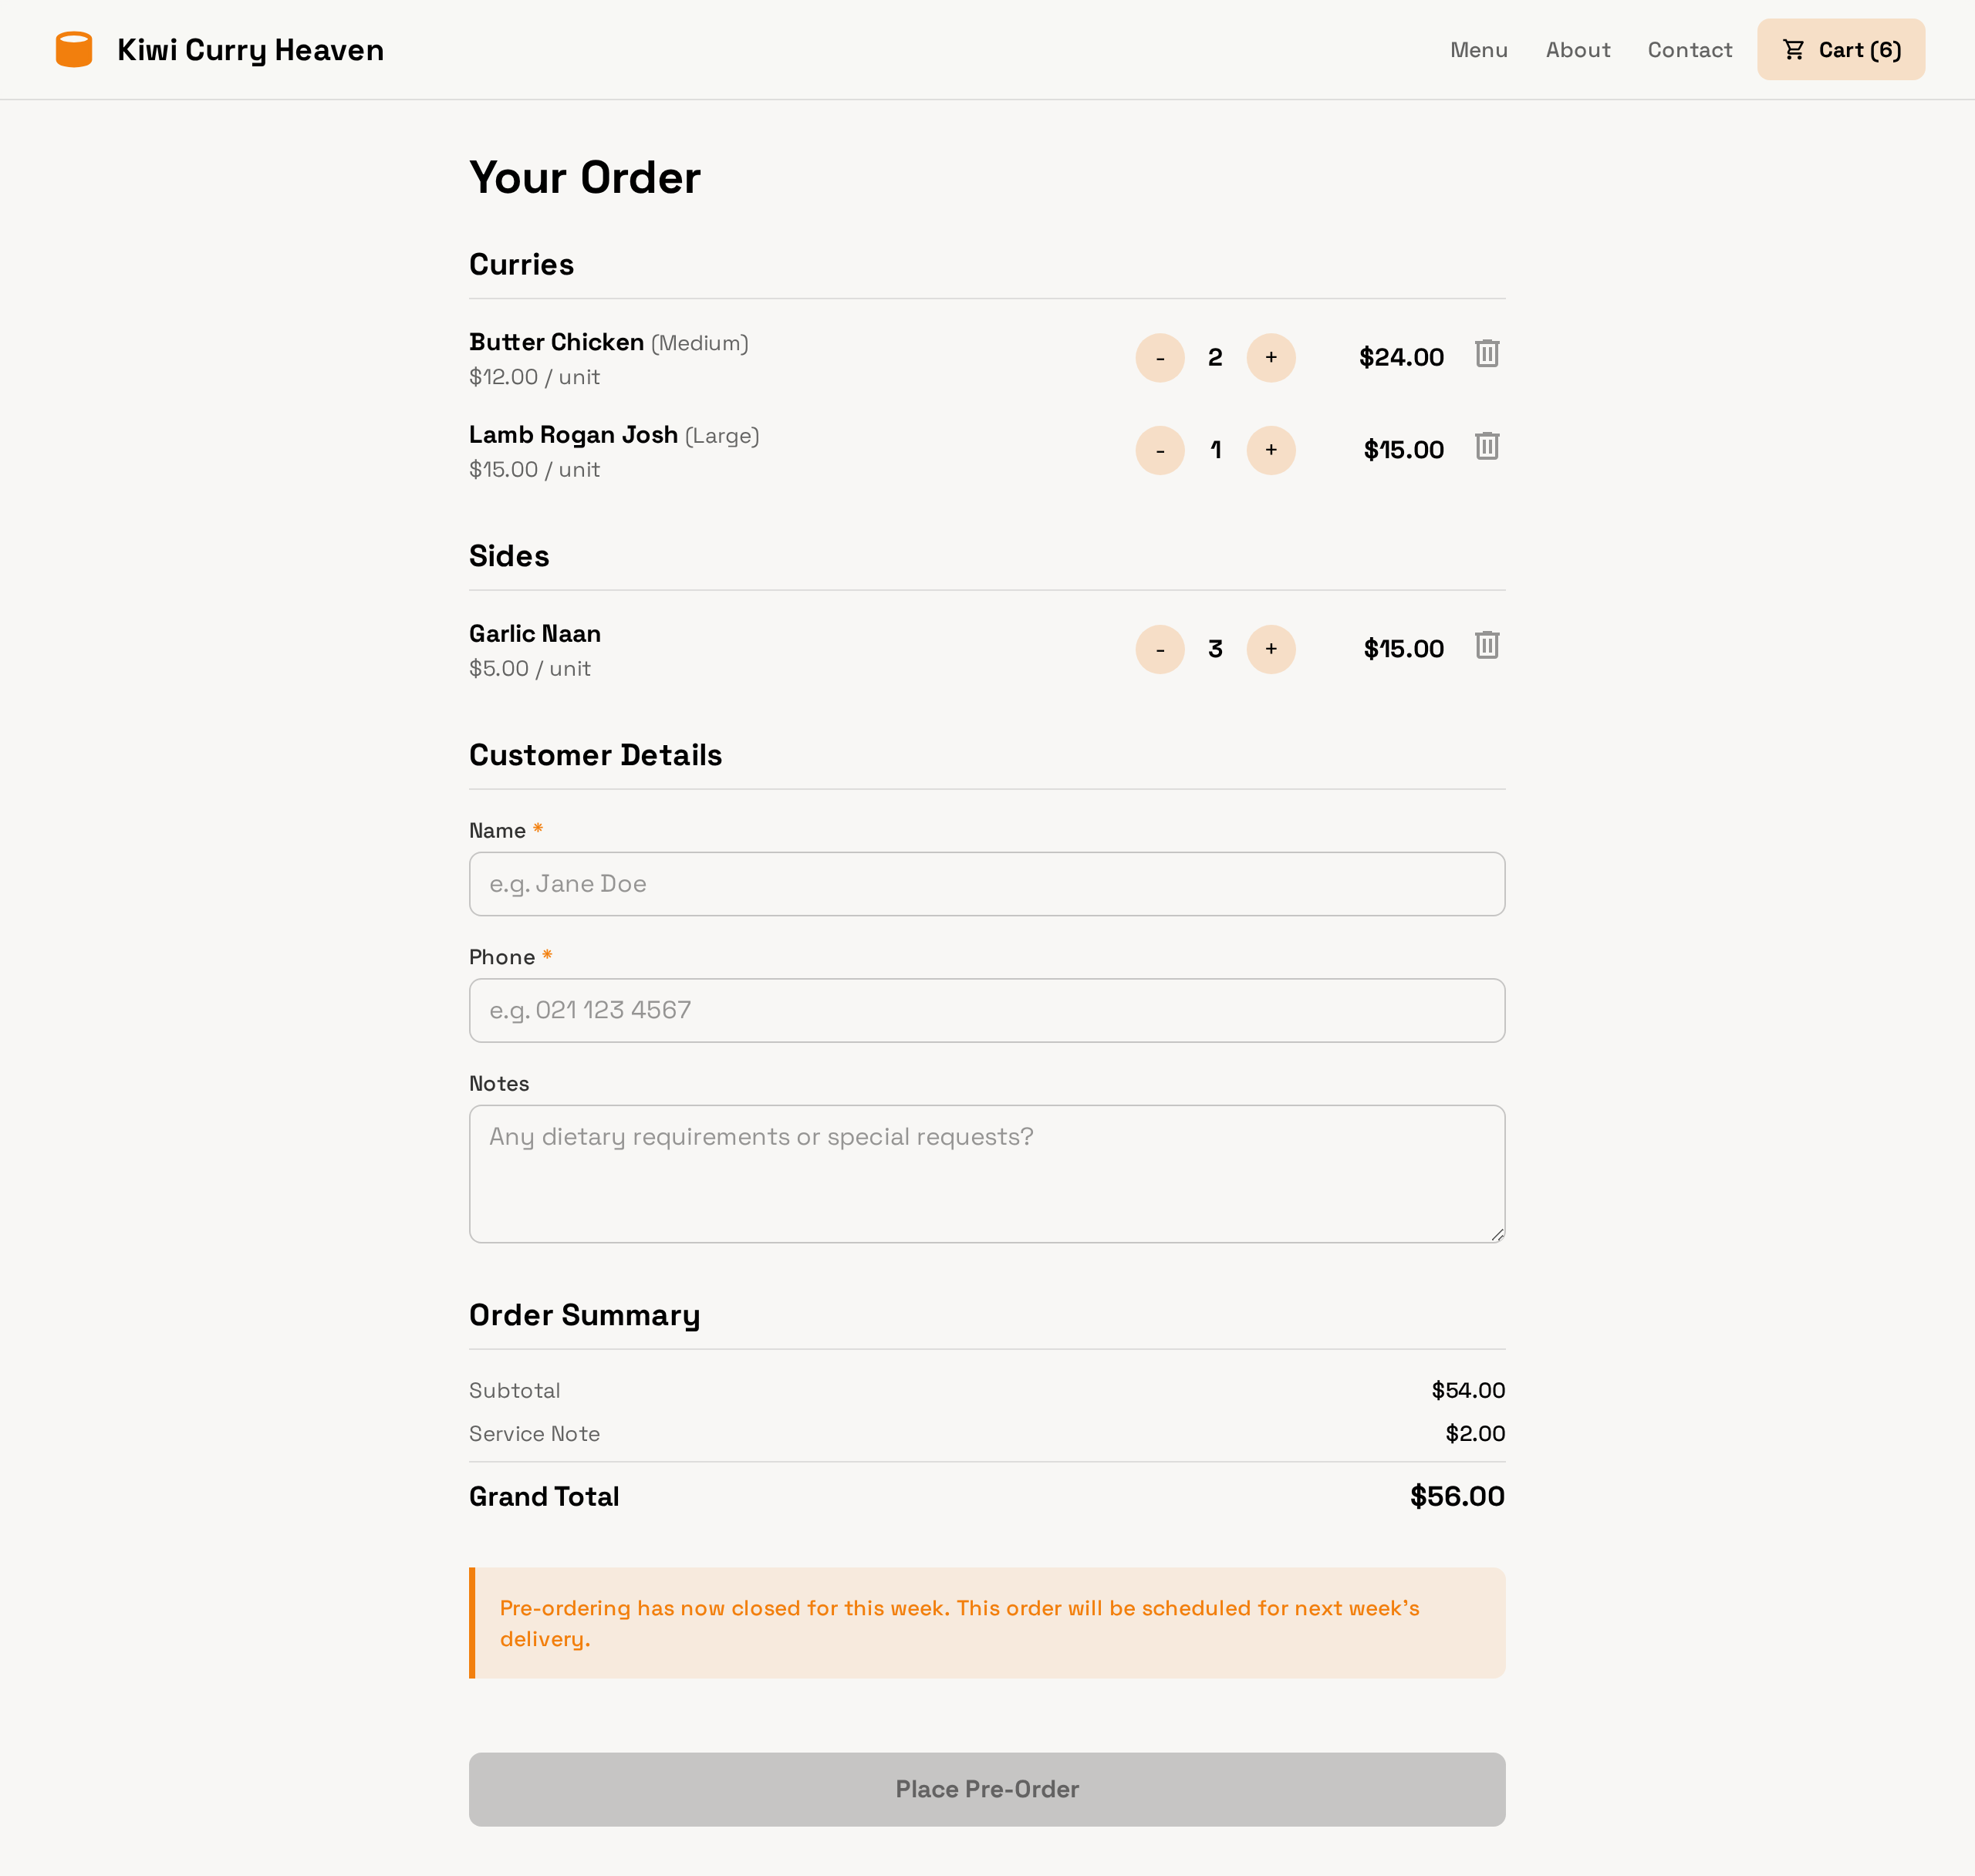 Kiwi Curry Heaven
Menu
About
Contact
Cart (6)
Your Order
Curries
Butter Chicken (Medium)
$12.00 / unit
- 2 +
$24.00
Lamb Rogan Josh (Large)
$15.00 / unit
- 1 +
$15.00
Sides
Garlic Naan
$5.00 / unit
- 3 +
$15.00
Customer Details
Name *
e.g. Jane Doe
Phone *
e.g. 021 123 4567
Notes
Any dietary requirements or special requests?
Order Summary
Subtotal $54.00
Service Note $2.00
Grand Total $56.00
Pre-ordering has now closed for this week. This order will be scheduled for next week's
delivery.
Place Pre-Order